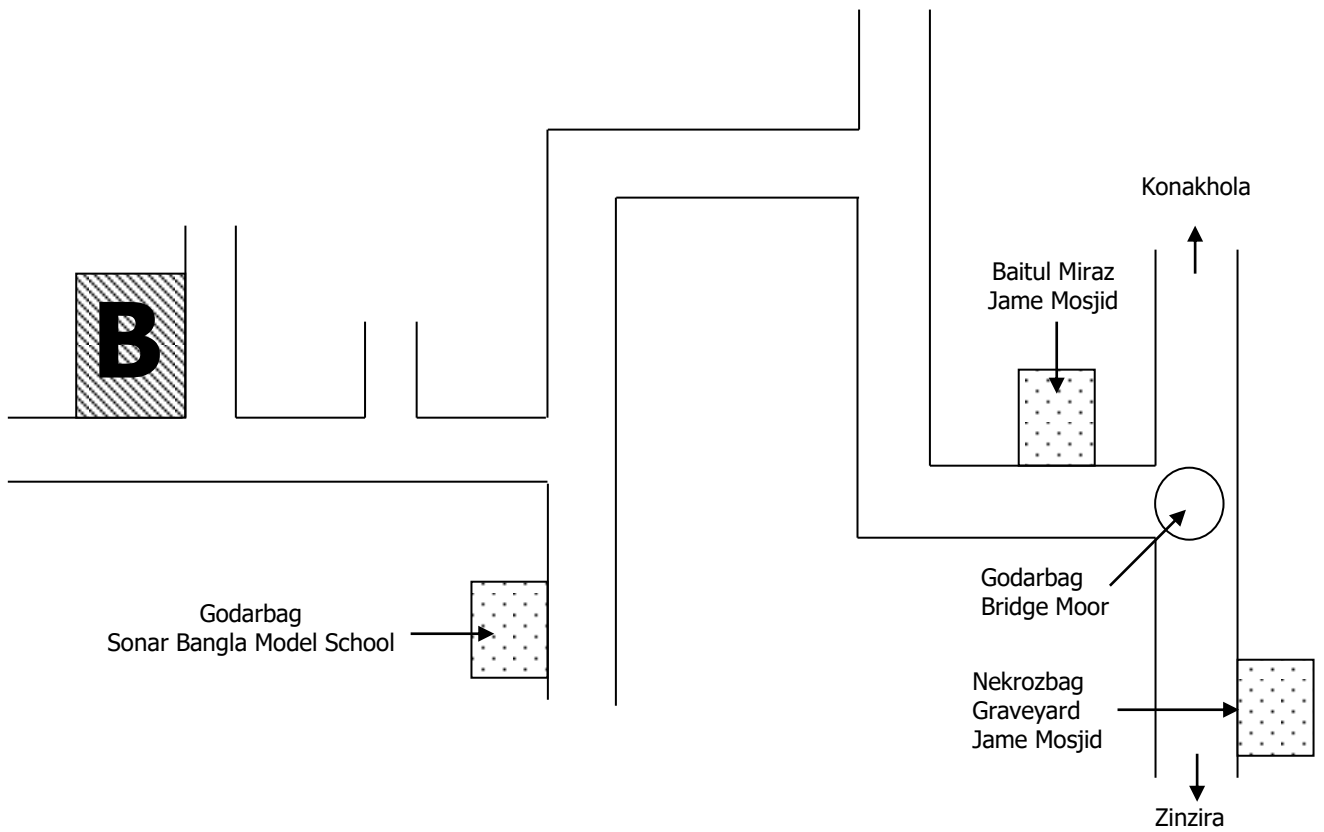 Konakhola
Baitul Miraz
Jame Mosjid
B
Godarbag
Bridge Moor
Godarbag
Sonar Bangla Model School
Nekrozbag
Graveyard
Jame Mosjid
Zinzira